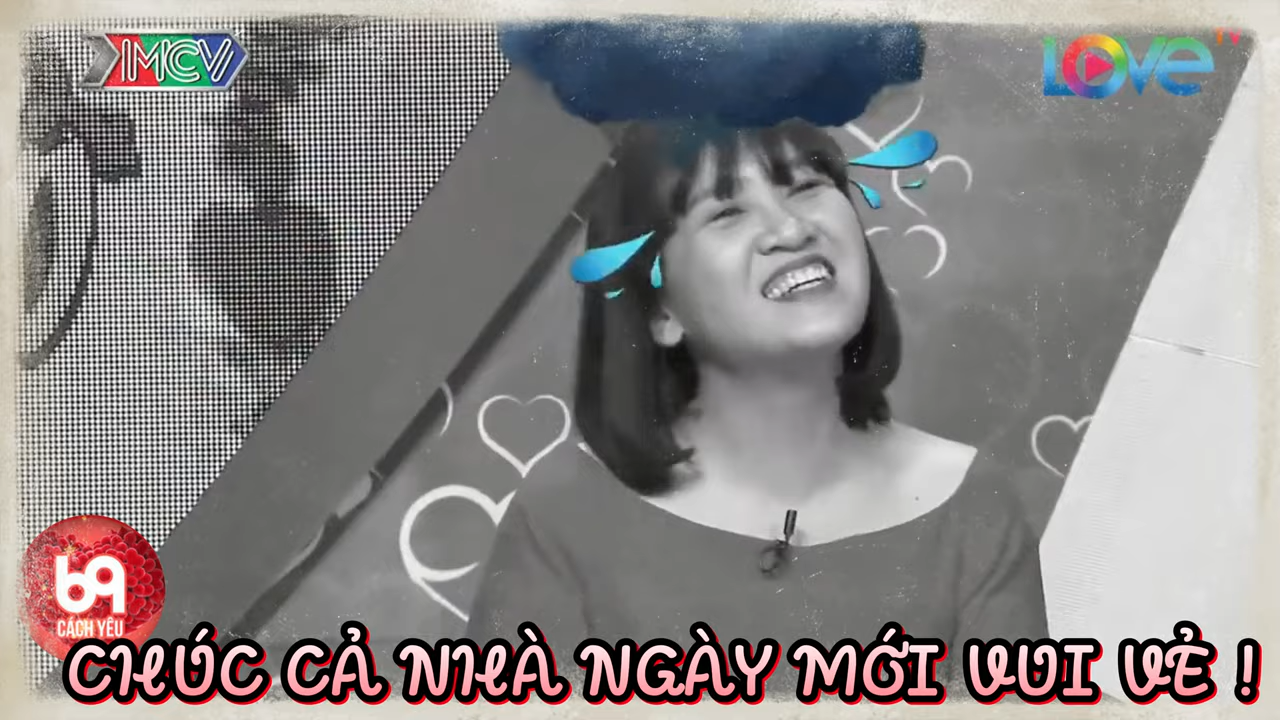 MCV
LOVE TV
69
CÁCH YÊU
CHÚC CẢ NHÀ NGÀY MỚI VUI VẺ !